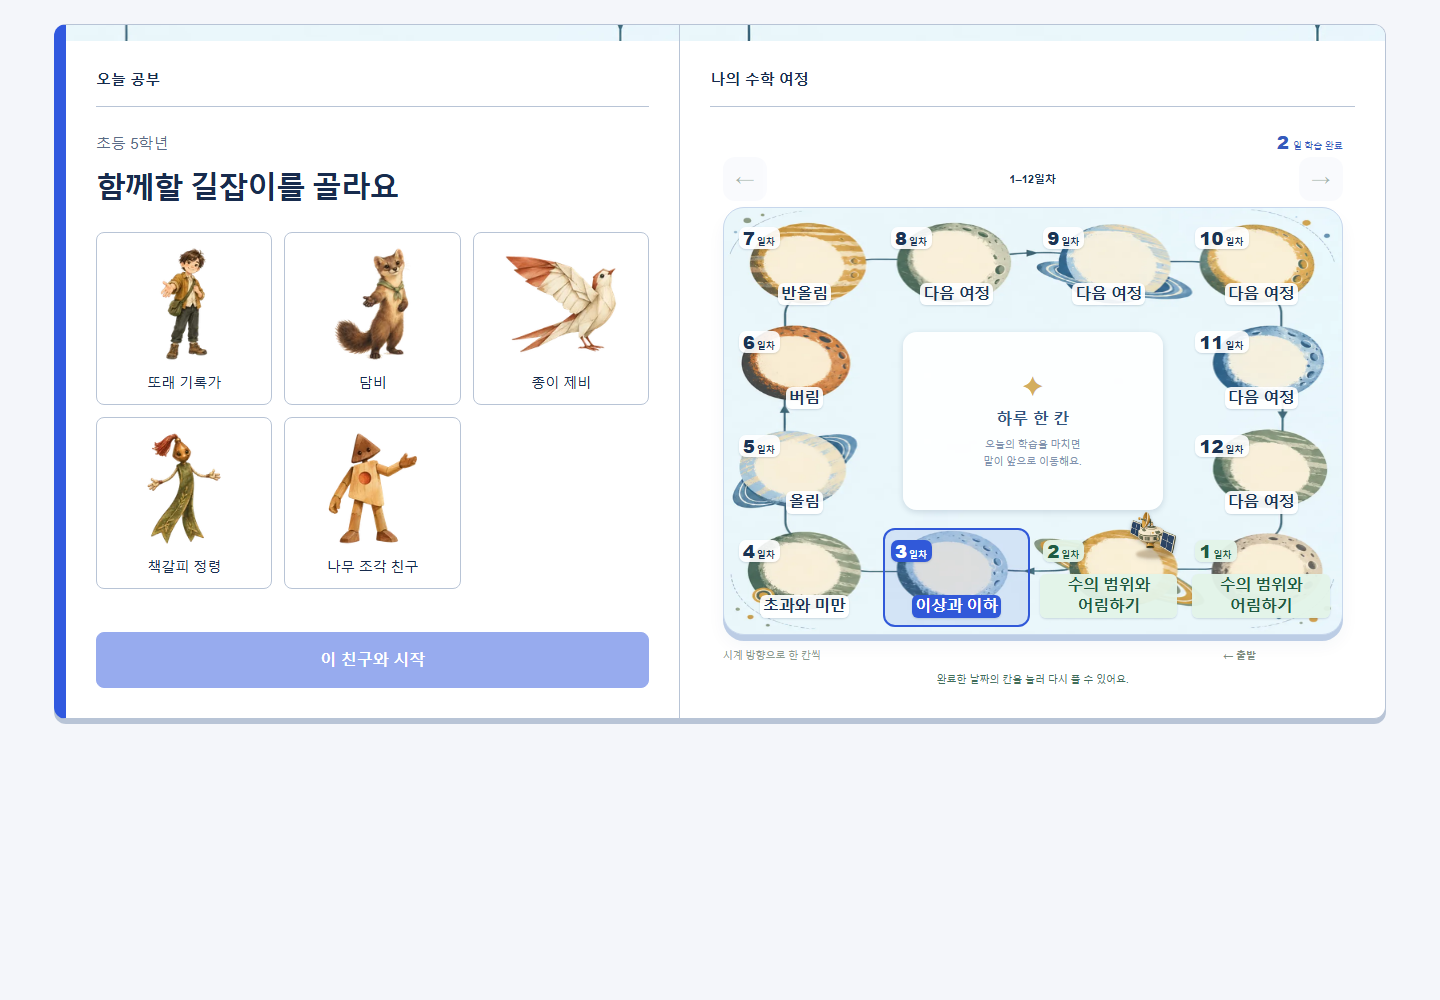 오늘 공부
초등 5학년
함께할 길잡이를 골라요
또래 기록가
담비
종이 제비
책갈피 정령
나무 조각 친구
이 친구와 시작
나의 수학 여정
2 일 학습 완료
←
1–12일차
→
7 일차
반올림
8 일차
다음 여정
9 일차
다음 여정
10 일차
다음 여정
6 일차
버림
11 일차
다음 여정
하루 한 칸
오늘의 학습을 마치면
말이 앞으로 이동해요.
5 일차
올림
12 일차
다음 여정
4 일차
초과와 미만
3 일차
이상과 이하
2 일차
수의 범위와
어림하기
1 일차
수의 범위와
어림하기
시계 방향으로 한 칸씩
← 출발
완료한 날짜의 칸을 눌러 다시 풀 수 있어요.